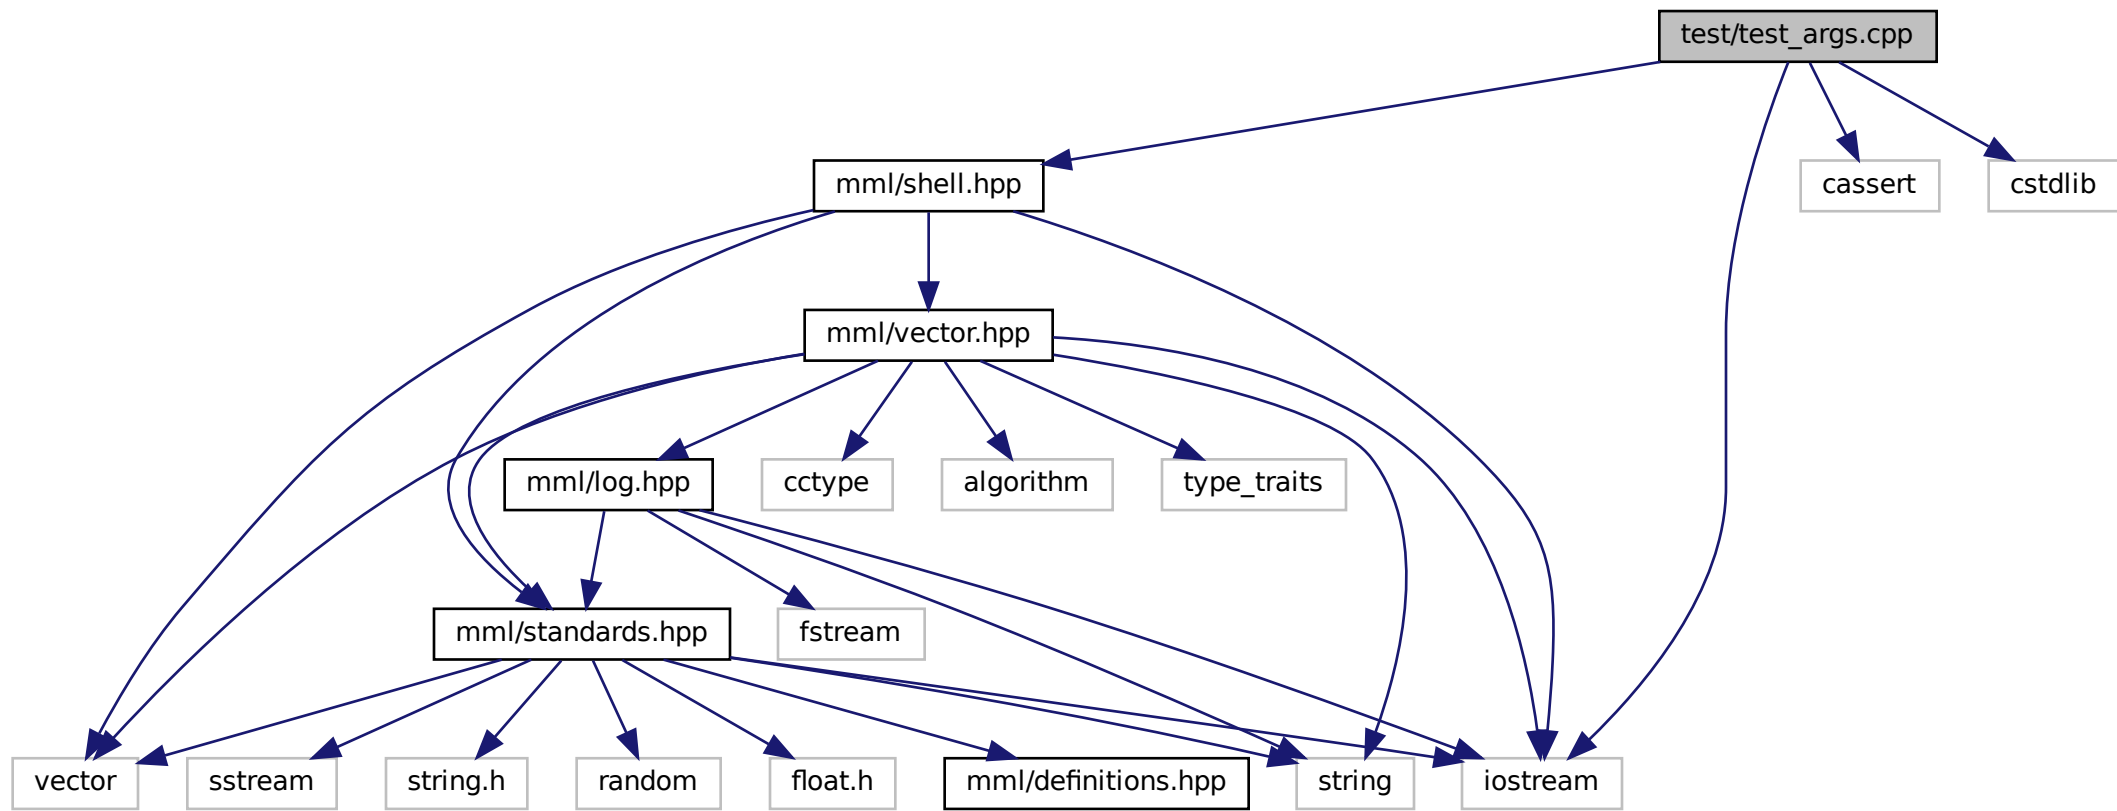 test/test_args.cpp
mml/shell.hpp
cassert
cstdlib
mml/vector.hpp
mml/log.hpp
cctype
algorithm
type_traits
mml/standards.hpp
fstream
vector
sstream
string.h
random
float.h
mml/definitions.hpp
string
iostream